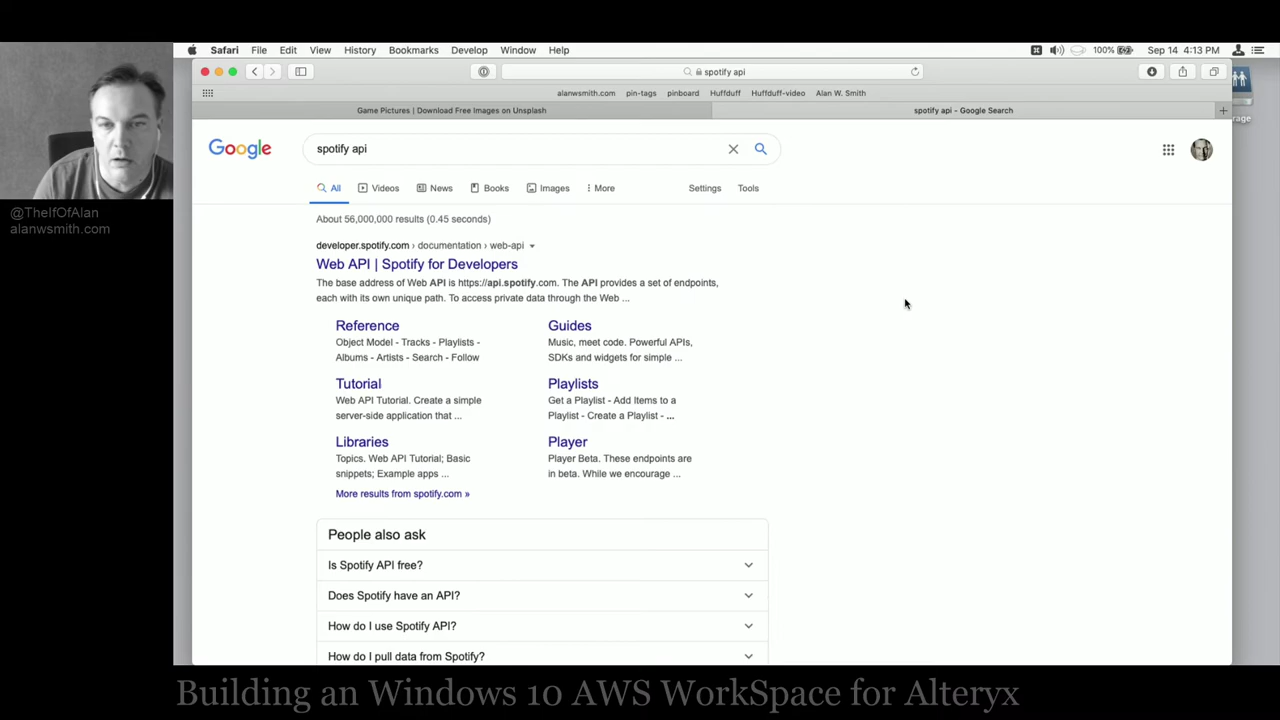 Safari File Edit View History Bookmarks Develop Window Help 100% Sep 14 4:13 PM
spotify api
alanwsmith.com pin-tags pinboard Huffduff Huffduff-video Alan W. Smith
Game Pictures | Download Free Images on Unsplash spotify api - Google Search +
Google spotify api
All Videos News Books Images More Settings Tools
@TheIfOfAlan
alanwsmith.com
About 56,000,000 results (0.45 seconds)
developer.spotify.com › documentation › web-api
Web API | Spotify for Developers
The base address of Web API is https://api.spotify.com. The API provides a set of endpoints,
each with its own unique path. To access private data through the Web ...
Reference
Object Model - Tracks - Playlists -
Albums - Artists - Search - Follow
Guides
Music, meet code. Powerful APIs,
SDKs and widgets for simple ...
Tutorial
Web API Tutorial. Create a simple
server-side application that ...
Playlists
Get a Playlist - Add Items to a
Playlist - Create a Playlist - ...
Libraries
Topics. Web API Tutorial; Basic
snippets; Example apps ...
Player
Player Beta. These endpoints are
in beta. While we encourage ...
More results from spotify.com »
People also ask
Is Spotify API free?
Does Spotify have an API?
How do I use Spotify API?
How do I pull data from Spotify?
Building an Windows 10 AWS WorkSpace for Alteryx